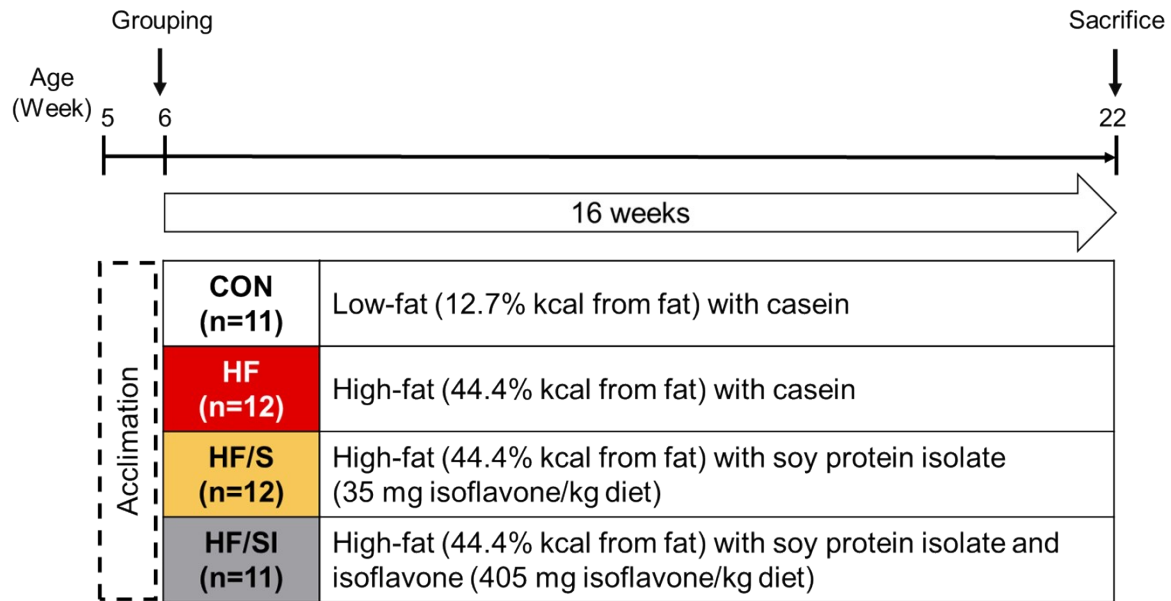 Grouping
Sacrifice
Age
(Week)
5
6
22
16 weeks
Acclimation
CON
(n=11)
Low-fat (12.7% kcal from fat) with casein
HF
(n=12)
High-fat (44.4% kcal from fat) with casein
HF/S
(n=12)
High-fat (44.4% kcal from fat) with soy protein isolate
(35 mg isoflavone/kg diet)
HF/SI
(n=11)
High-fat (44.4% kcal from fat) with soy protein isolate and
isoflavone (405 mg isoflavone/kg diet)